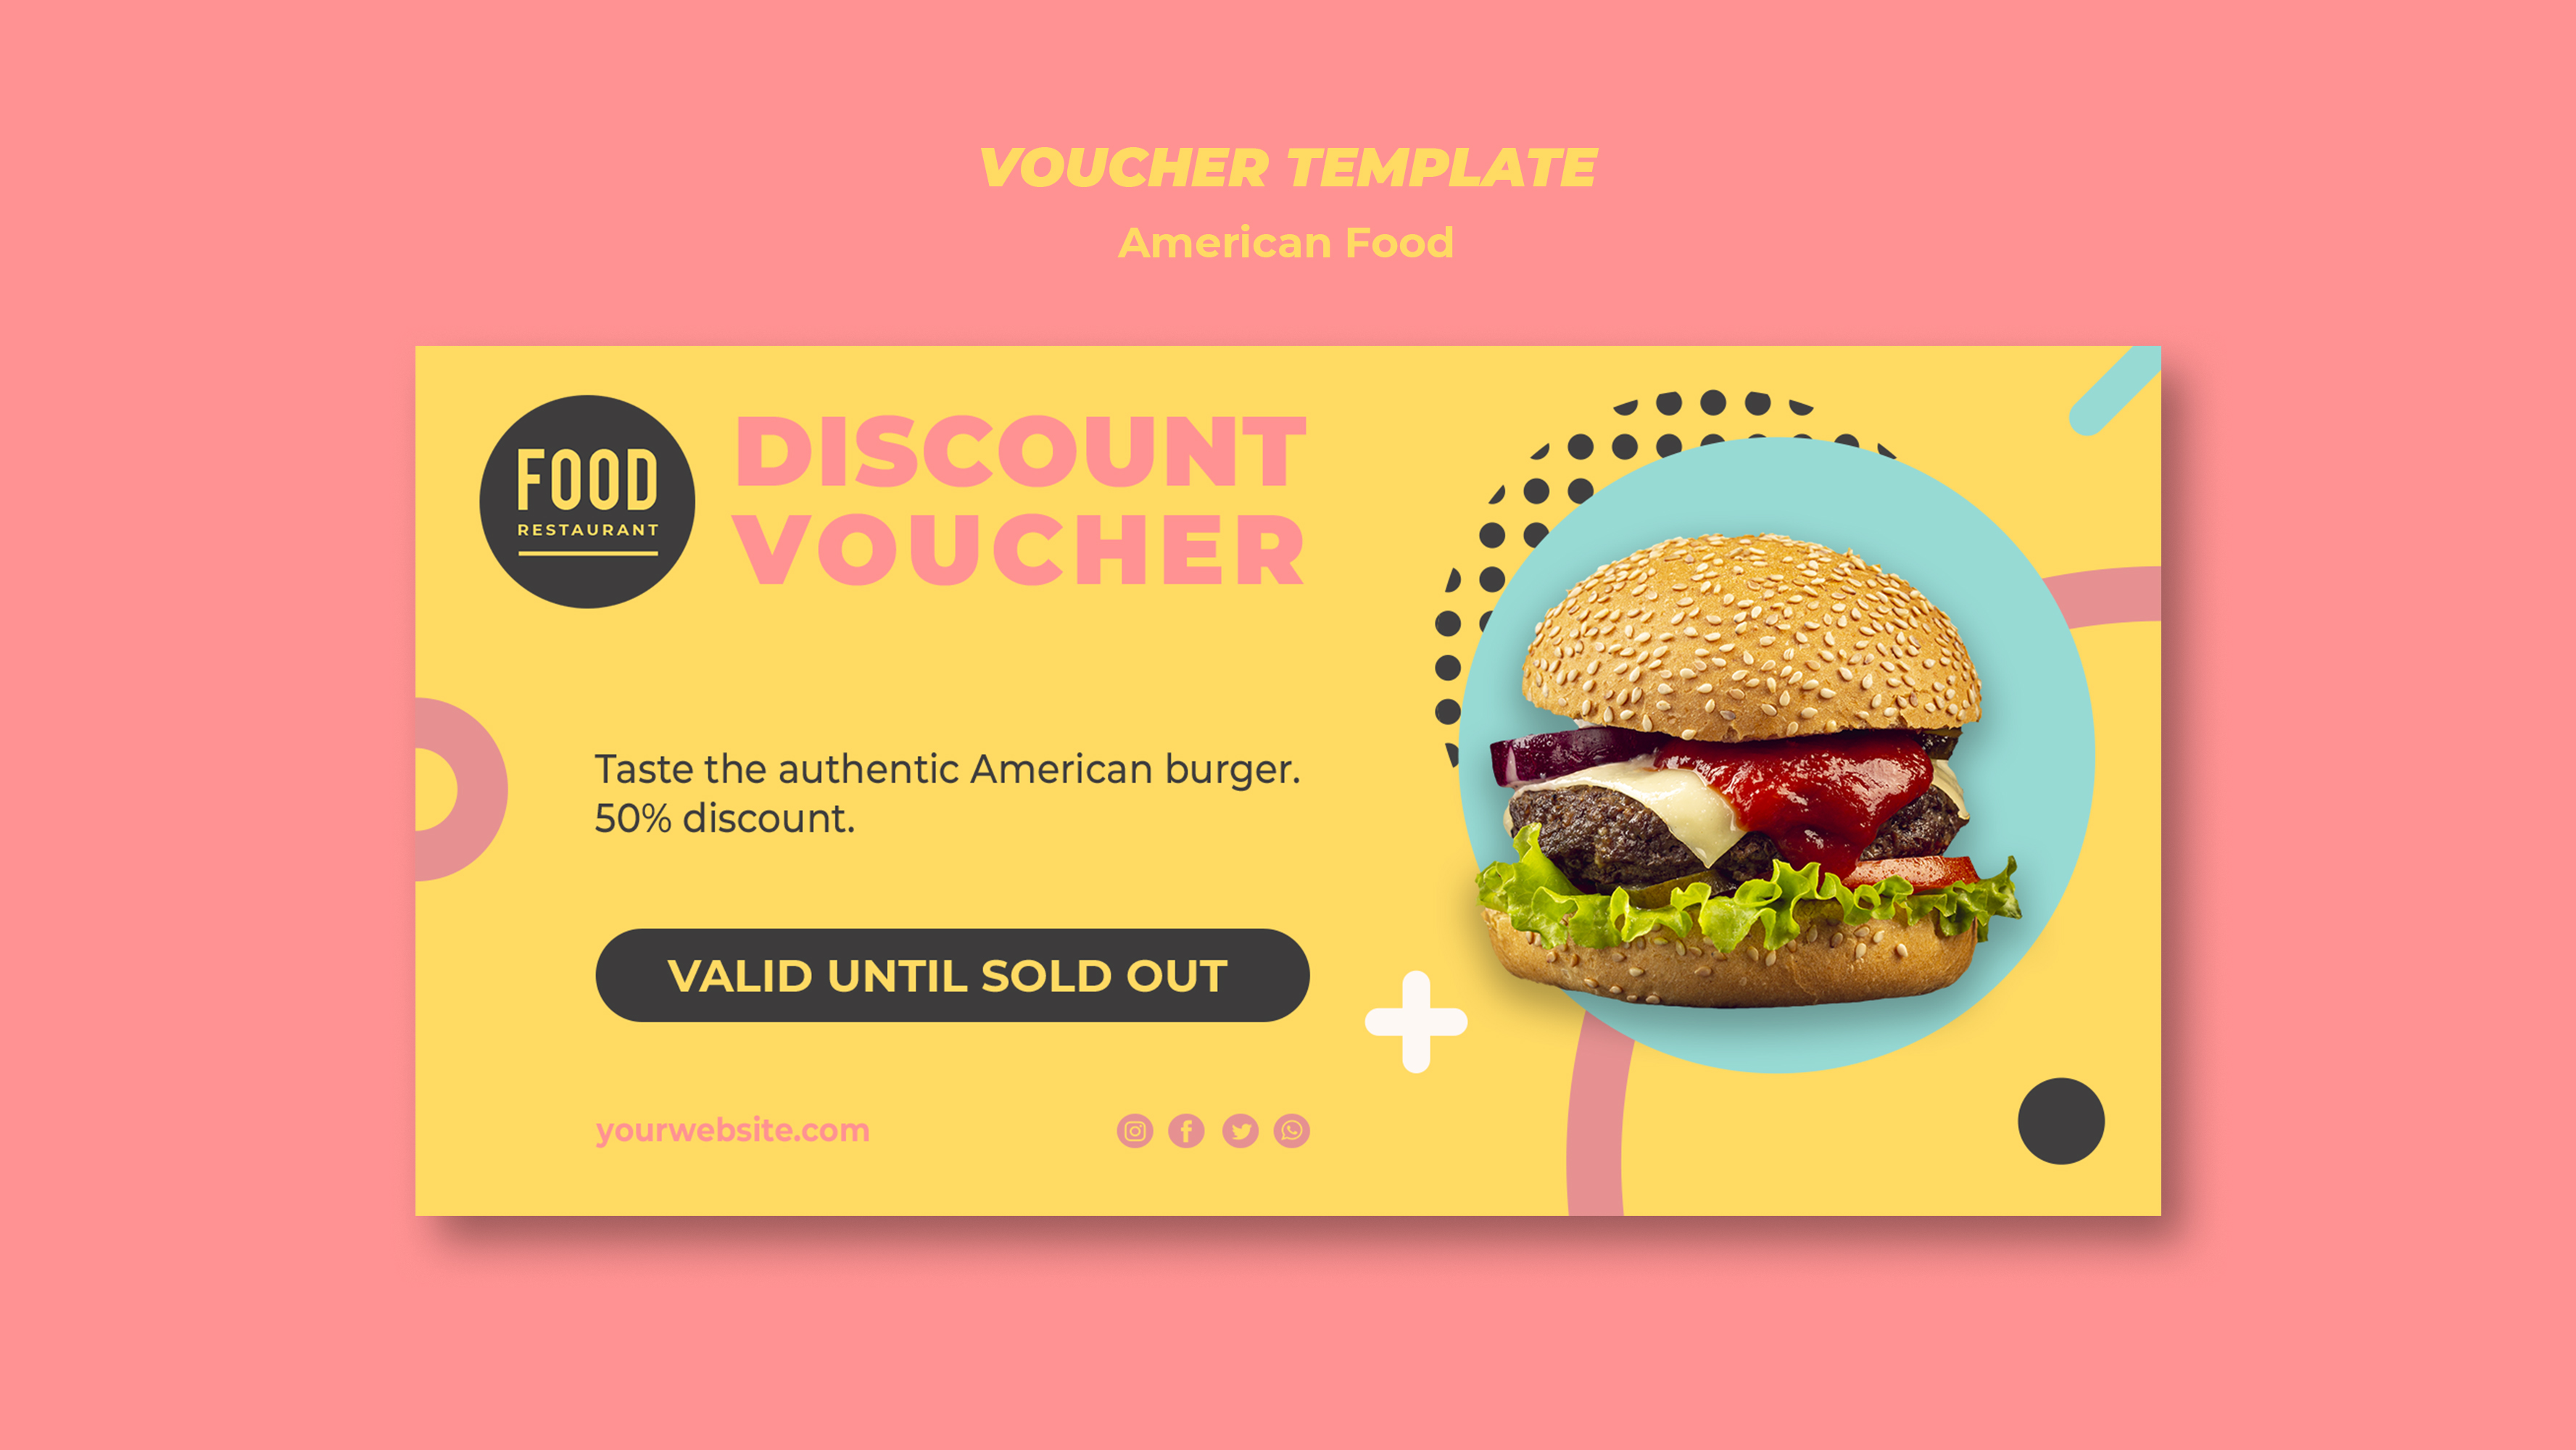 VOUCHER TEMPLATE
American Food
FOOD
RESTAURANT
DISCOUNT
VOUCHER
Taste the authentic American burger.
50% discount.
VALID UNTIL SOLD OUT
yourwebsite.com